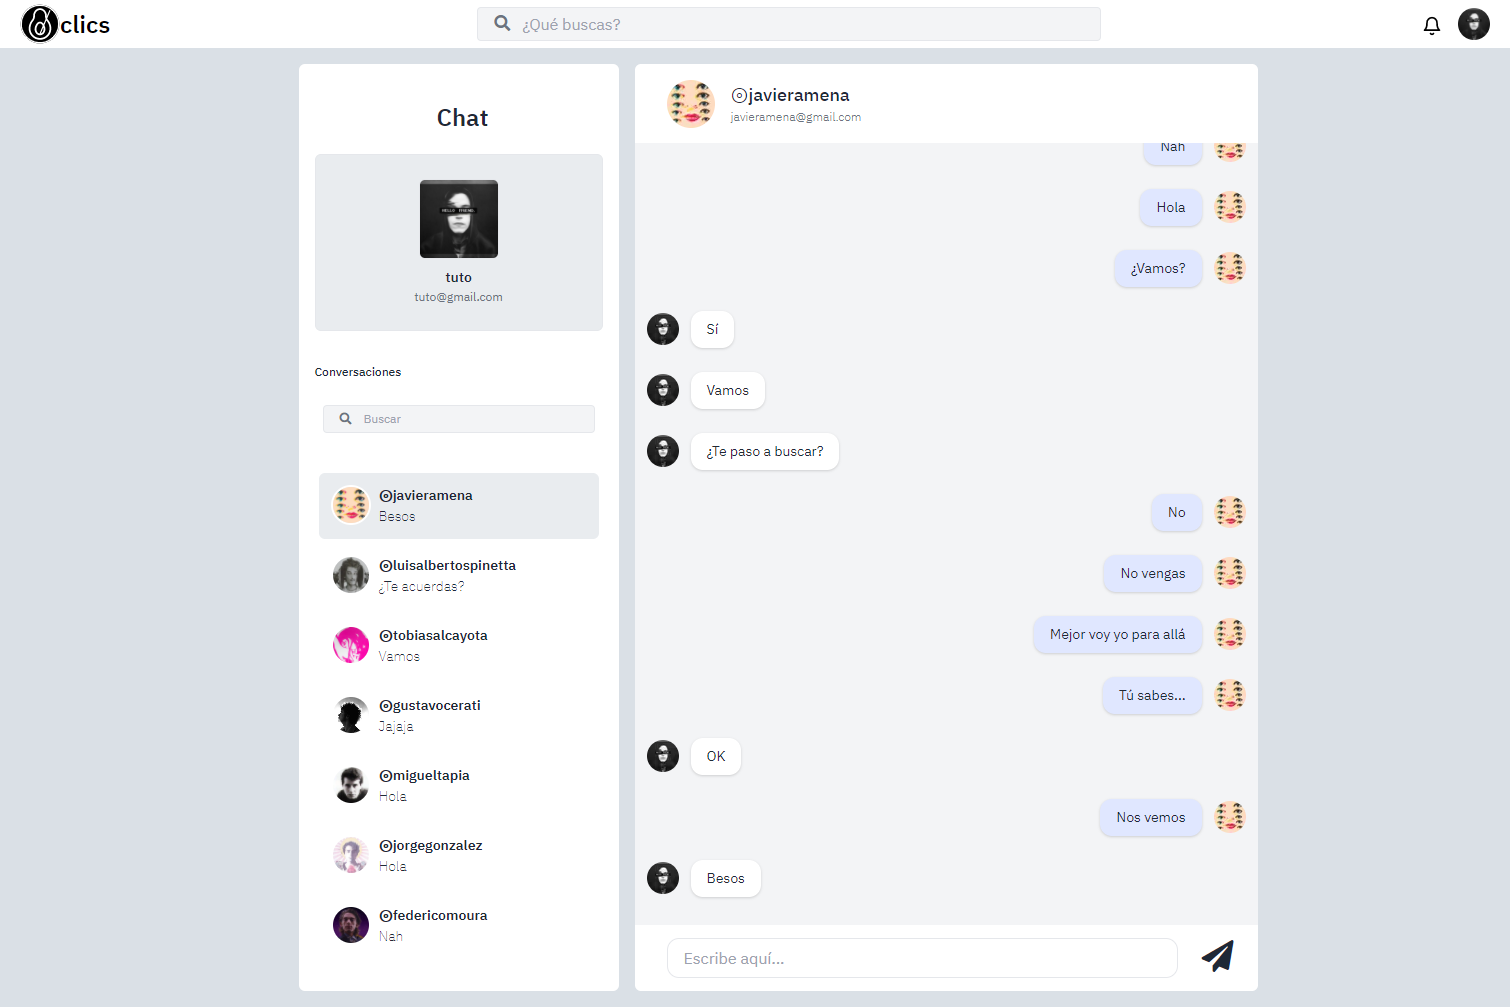 clics
¿Qué buscas?
Chat
HELLO FRIEND
tuto
tuto@gmail.com
Conversaciones
Buscar
@javieramena
Besos
@luisalbertospinetta
¿Te acuerdas?
@tobiasalcayota
Vamos
@gustavocerati
Jajaja
@migueltapia
Hola
@jorgegonzalez
Hola
@federicomoura
Nah
@javieramena
javieramena@gmail.com
Nah
Hola
¿Vamos?
Sí
Vamos
¿Te paso a buscar?
No
No vengas
Mejor voy yo para allá
Tú sabes...
OK
Nos vemos
Besos
Escribe aquí...